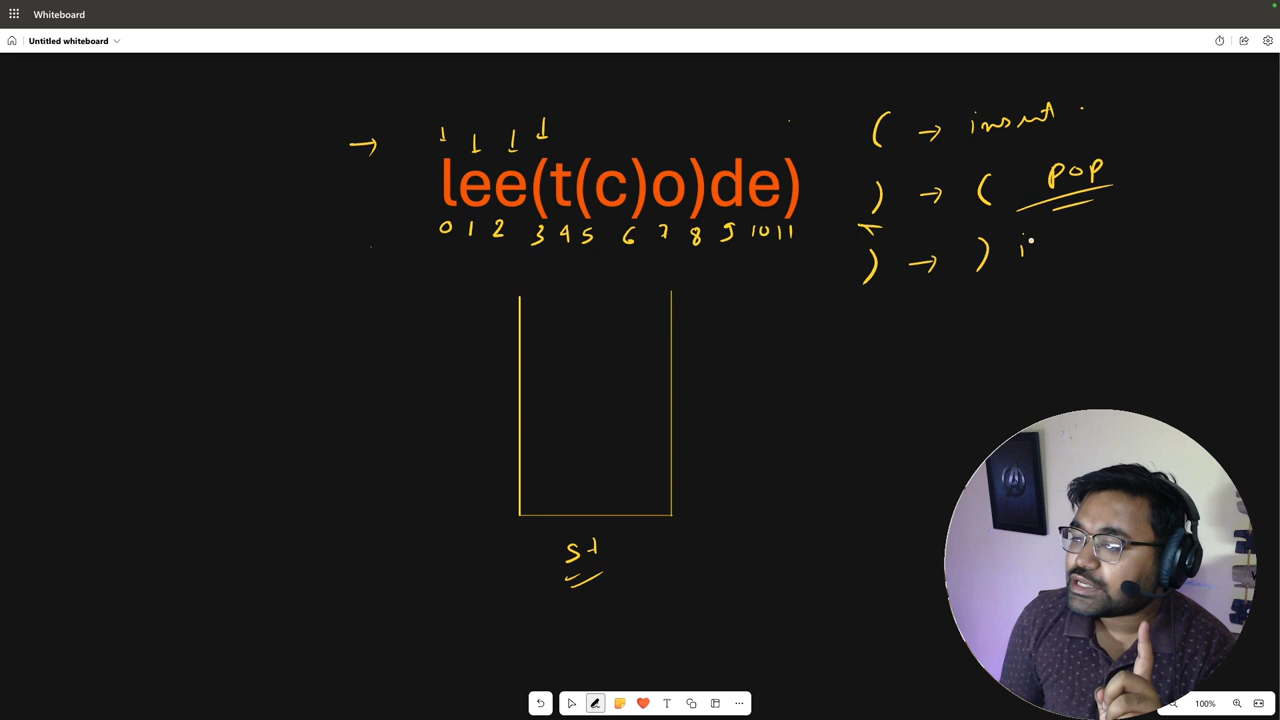 Whiteboard
Untitled whiteboard
( → insert
lee(t(c)o)de)
0 1 2 3 4 5 6 7 8 9 10 11
) → ( pop
) → ) i
st
100%